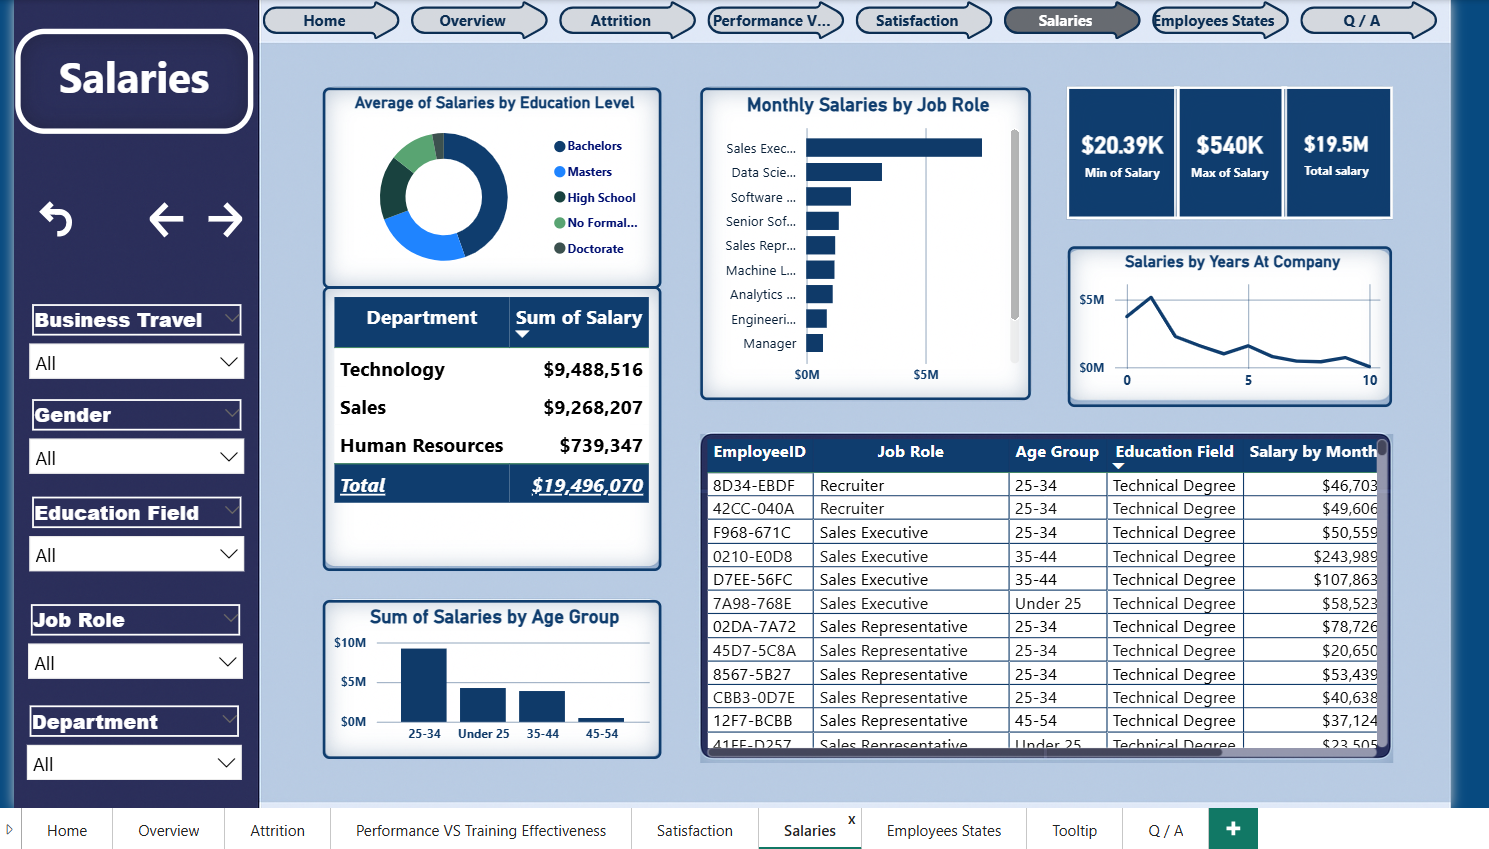 Salaries
Home
Overview
Attrition
Performance V...
Satisfaction
Salaries
Employees States
Q / A
Business Travel
All
Gender
All
Education Field
All
Job Role
All
Department
All
Average of Salaries by Education Level
Bachelors
Masters
High School
No Formal...
Doctorate
Department Sum of Salary
Technology $9,488,516
Sales $9,268,207
Human Resources $739,347
Total $19,496,070
Sum of Salaries by Age Group
$10M
$5M
$0M
25-34 Under 25 35-44 45-54
Monthly Salaries by Job Role
Sales Exec...
Data Scie...
Software ...
Senior Sof...
Sales Repr...
Machine L...
Analytics ...
Engineeri...
Manager
$0M $5M
$20.39K
Min of Salary
$540K
Max of Salary
$19.5M
Total salary
Salaries by Years At Company
$5M
$0M
0 5 10
EmployeeID Job Role Age Group Education Field Salary by Month
8D34-EBDF Recruiter 25-34 Technical Degree $46,703
42CC-040A Recruiter 25-34 Technical Degree $49,606
F968-671C Sales Executive 25-34 Technical Degree $50,559
0210-E0D8 Sales Executive 35-44 Technical Degree $243,989
D7EE-56FC Sales Executive 35-44 Technical Degree $107,863
7A98-768E Sales Executive Under 25 Technical Degree $58,523
02DA-7A72 Sales Representative 25-34 Technical Degree $78,726
45D7-5C8A Sales Representative 25-34 Technical Degree $20,650
8567-5B27 Sales Representative 25-34 Technical Degree $53,439
CBB3-0D7E Sales Representative 25-34 Technical Degree $40,638
12F7-BCBB Sales Representative 45-54 Technical Degree $37,124
Sales Representative Under 25 Technical Degree $23,505
Home
Overview
Attrition
Performance VS Training Effectiveness
Satisfaction
Salaries x
Employees States
Tooltip
Q / A
+